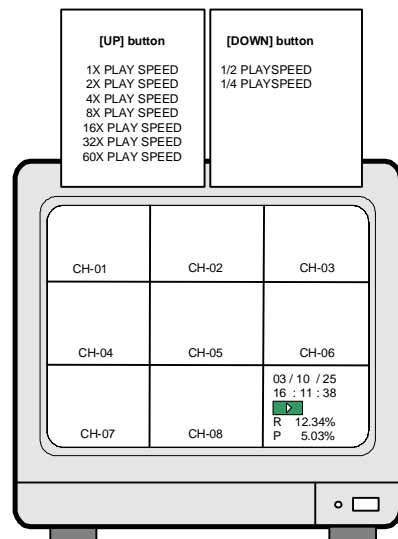 [UP] button
1X PLAY SPEED
2X PLAY SPEED
4X PLAY SPEED
8X PLAY SPEED
16X PLAY SPEED
32X PLAY SPEED
60X PLAY SPEED
[DOWN] button
1/2 PLAYSPEED
1/4 PLAYSPEED
CH-01
CH-02
CH-03
CH-04
CH-05
CH-06
CH-07
CH-08
03 / 10 / 25
16 : 11 : 38
R 12.34%
P 5.03%